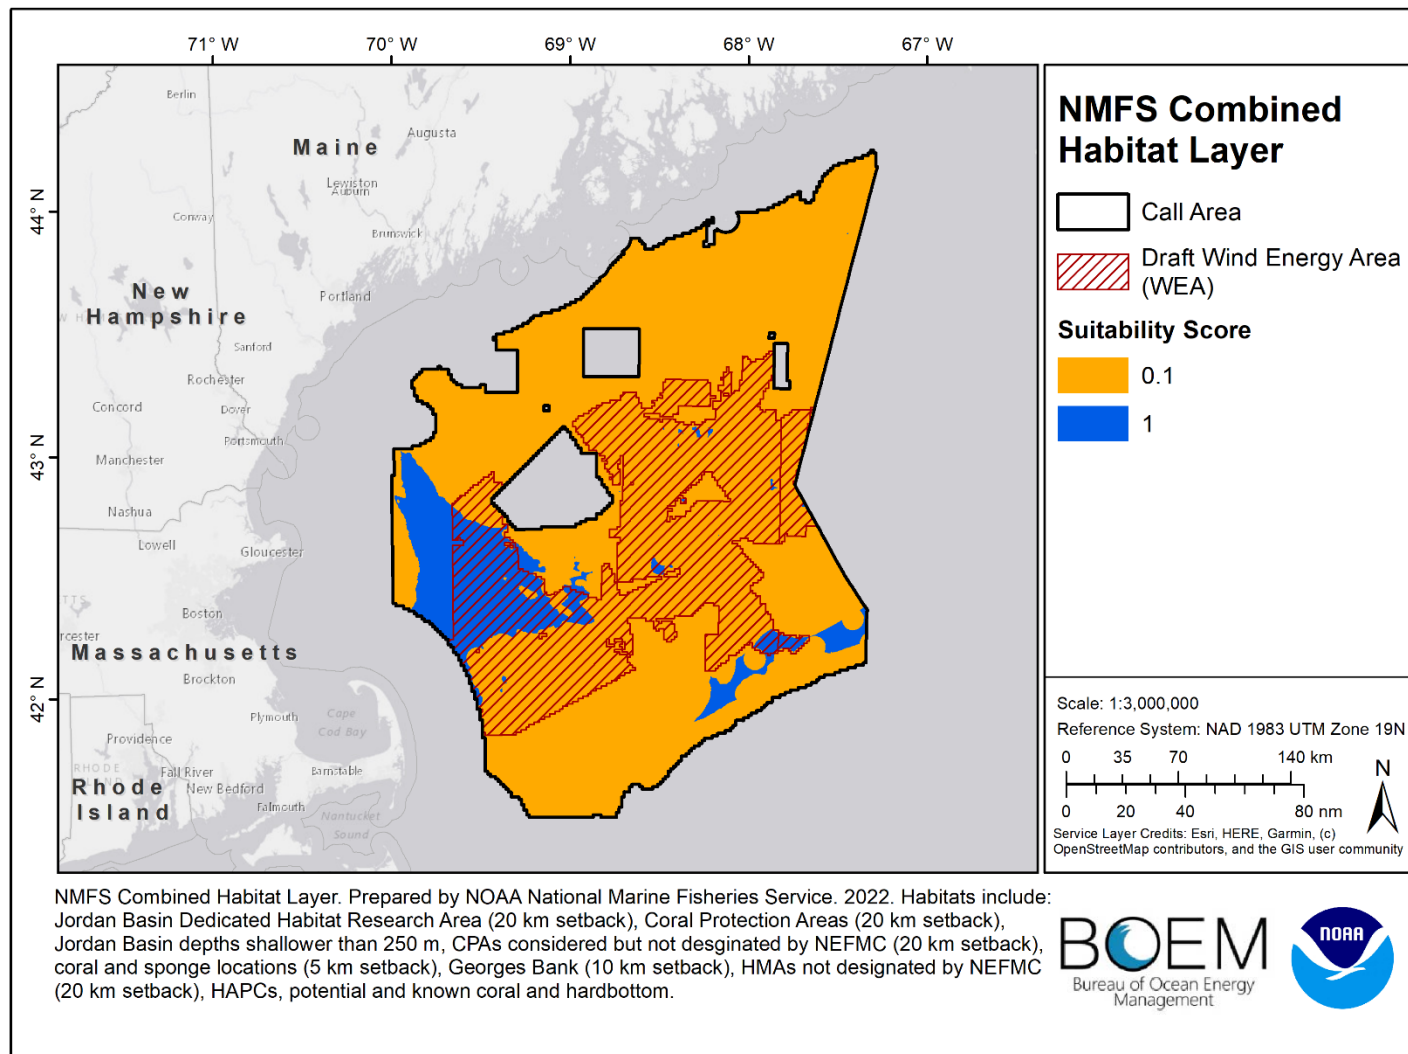 71° W
70° W
69° W
68° W
67° W
44° N
43° N
42° N
Berlin
Augusta
Maine
Lewiston
Auburn
Conway
Brunswick
New
Hampshire
Portland
Sanford
Rochester
Concord
Dover
Portsmouth
Manchester
Nashua
Lowell
Gloucester
Boston
Massachusetts
Brockton
Plymouth
Cape
Cod Bay
Providence
Fall River
Barnstable
New Bedford
Rhode
Island
Falmouth
Nantucket
Sound
NMFS Combined
Habitat Layer
Call Area
Draft Wind Energy Area
(WEA)
Suitability Score
0.1
1
Scale: 1:3,000,000
Reference System: NAD 1983 UTM Zone 19N
0 35 70 140 km
N
0 20 40 80 nm
Service Layer Credits: Esri, HERE, Garmin, (c)
OpenStreetMap contributors, and the GIS user community
NMFS Combined Habitat Layer. Prepared by NOAA National Marine Fisheries Service. 2022. Habitats include:
Jordan Basin Dedicated Habitat Research Area (20 km setback), Coral Protection Areas (20 km setback),
Jordan Basin depths shallower than 250 m, CPAs considered but not desginated by NEFMC (20 km setback),
coral and sponge locations (5 km setback), Georges Bank (10 km setback), HMAs not designated by NEFMC
(20 km setback), HAPCs, potential and known coral and hardbottom.
BOEM
Bureau of Ocean Energy
Management
NOAA